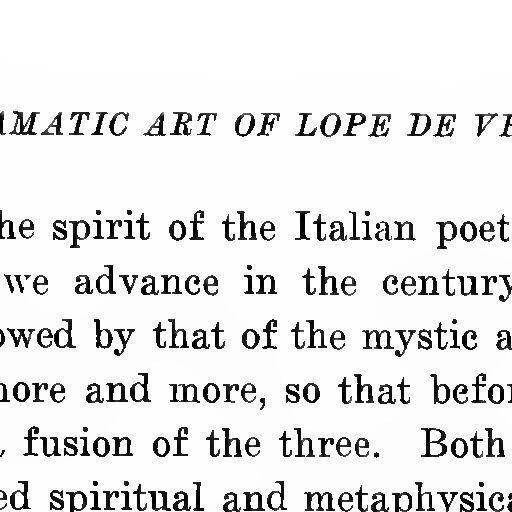 AMATIC ART OF LOPE DE VE
he spirit of the Italian poet
we advance in the century
owed by that of the mystic a
nore and more, so that befor
fusion of the three. Both
ed spiritual and metaphysica